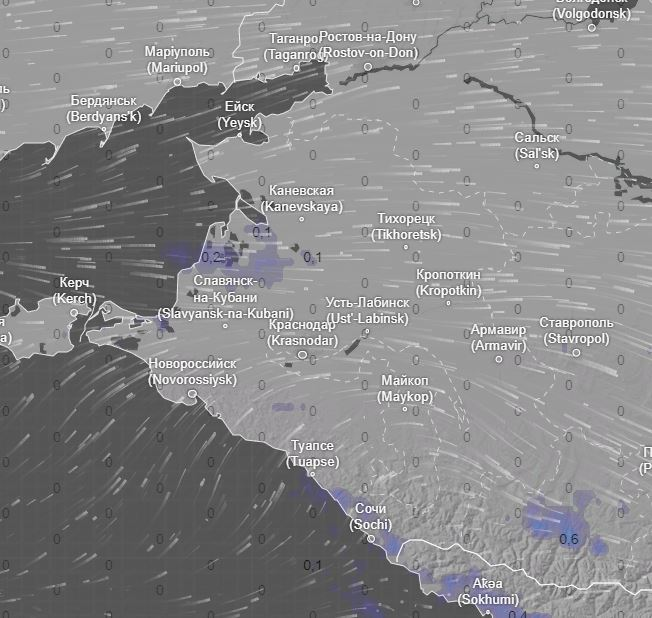 (Volgodonsk)
Ростов-на-Дону
(Rostov-on-Don)
Таганро
(Taganrog)
Маріуполь
(Mariupol)
Бердянськ
(Berdyans'k)
Ейск
(Yeysk)
Сальск
(Sal'sk)
Каневская
(Kanevskaya)
Тихорецк
(Tikhoretsk)
0,1
0,2
0,1
Кропоткин
(Kropotkin)
Керч
(Kerch)
Славянск-
на-Кубани
(Slavyansk-na-Kubani)
Усть-Лабинск
(Ust'-Labinsk)
Краснодар
(Krasnodar)
Армавир
(Armavir)
Ставрополь
(Stavropol)
Новороссийск
(Novorossiysk)
Майкоп
(Maykop)
Туапсе
(Tuapse)
Сочи
(Sochi)
0,6
0,1
Аҟәа
(Sokhumi)
0,4